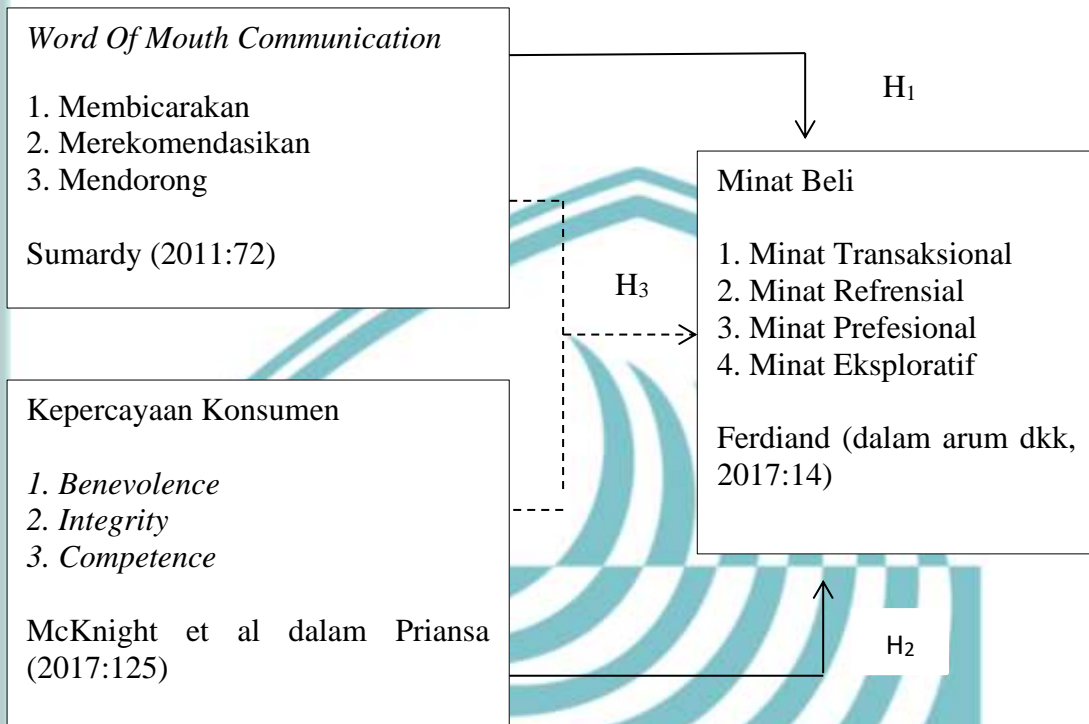 Word Of Mouth Communication
1. Membicarakan
2. Merekomendasikan
3. Mendorong
Sumardy (2011:72)
H1
H3
Minat Beli
1. Minat Transaksional
2. Minat Refrensial
3. Minat Prefesional
4. Minat Eksploratif
Ferdiand (dalam arum dkk,
2017:14)
Kepercayaan Konsumen
1. Benevolence
2. Integrity
3. Competence
McKnight et al dalam Priansa
(2017:125)
H2